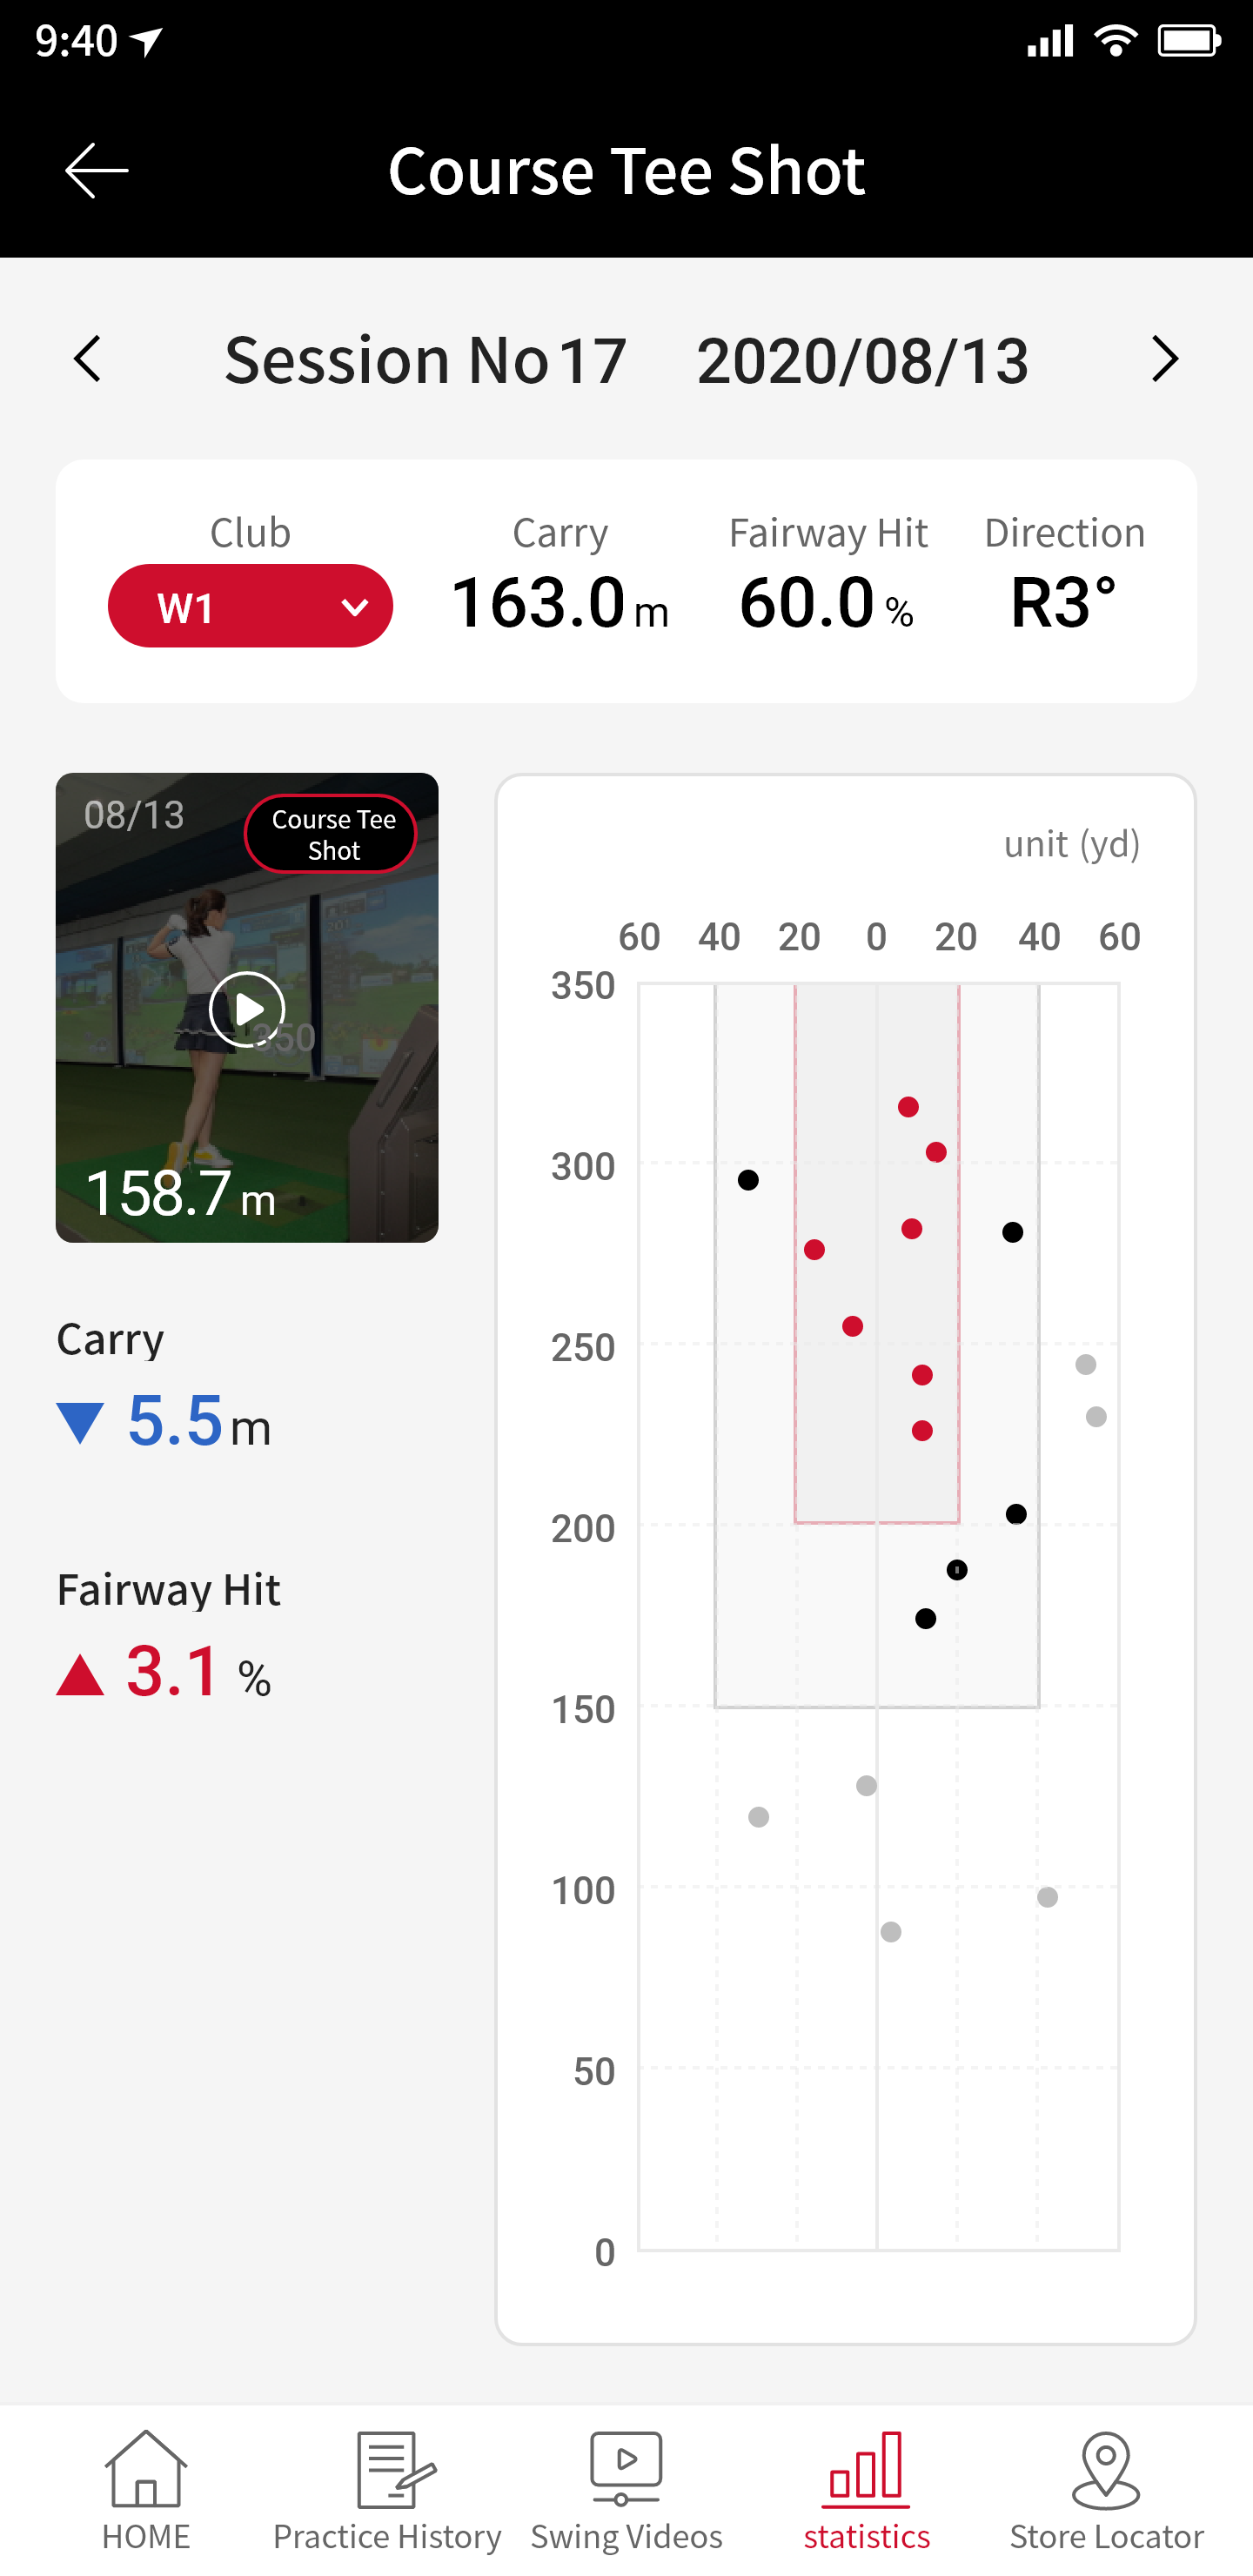 9:40
Course Tee Shot
Session No 17 2020/08/13
Club Carry Fairway Hit Direction
W1 163.0 m 60.0 % R3°
08/13
Course Tee
Shot
350
158.7 m
Carry
5.5 m
Fairway Hit
3.1 %
unit (yd)
60 40 20 0 20 40 60
350
300
250
200
150
100
50
0
HOME Practice History Swing Videos statistics Store Locator